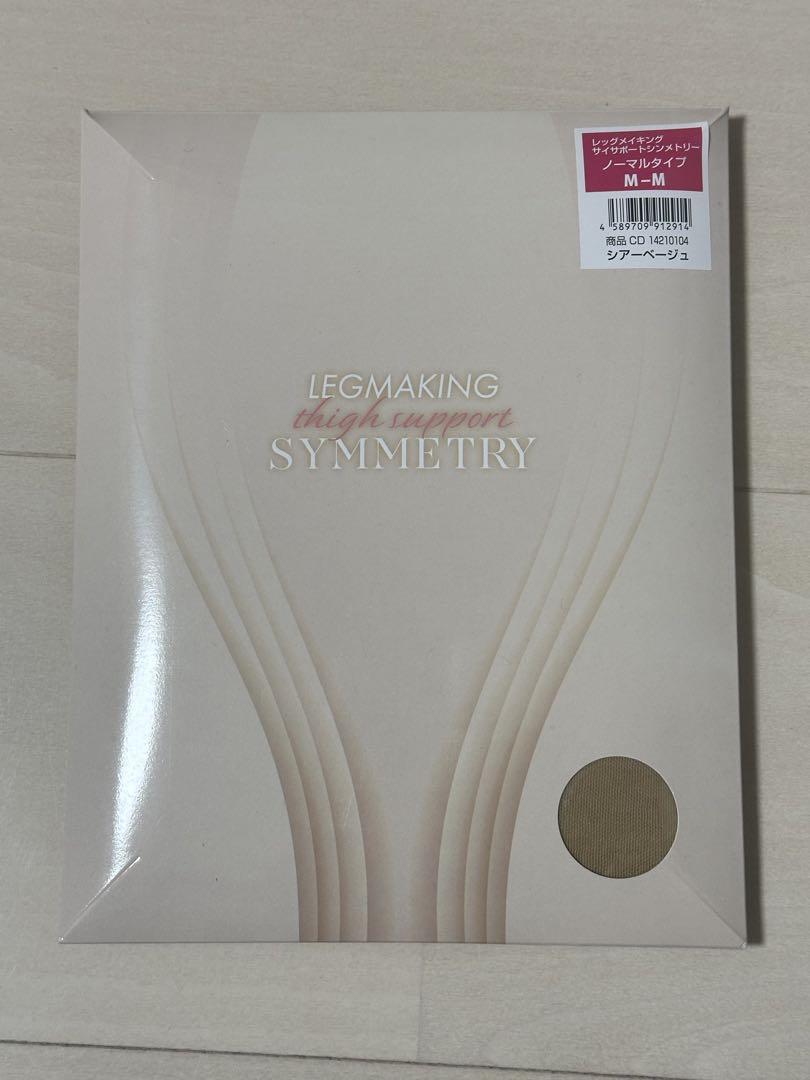 レッグメイキング
サイサポートシンメトリー
ノーマルタイプ
M-M
4 589709 912914
商品 CD 14210104
シアーベージュ
LEGMAKING
thigh support
SYMMETRY